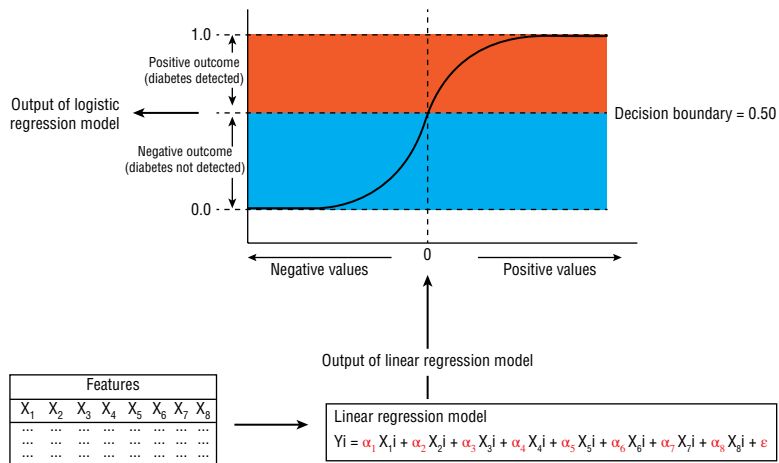 1.0
Positive outcome
(diabetes detected)
Output of logistic
regression model
Decision boundary = 0.50
Negative outcome
(diabetes not detected)
0.0
0
Negative values
Positive values
Output of linear regression model
Features
X₁ X₂ X₃ X₄ X₅ X₆ X₇ X₈
... ... ... ... ... ... ... ...
... ... ... ... ... ... ... ...
... ... ... ... ... ... ... ...
Linear regression model
Yi = α₁ X₁i + α₂ X₂i + α₃ X₃i + α₄ X₄i + α₅ X₅i + α₆ X₆i + α₇ X₇i + α₈ X₈i + ε